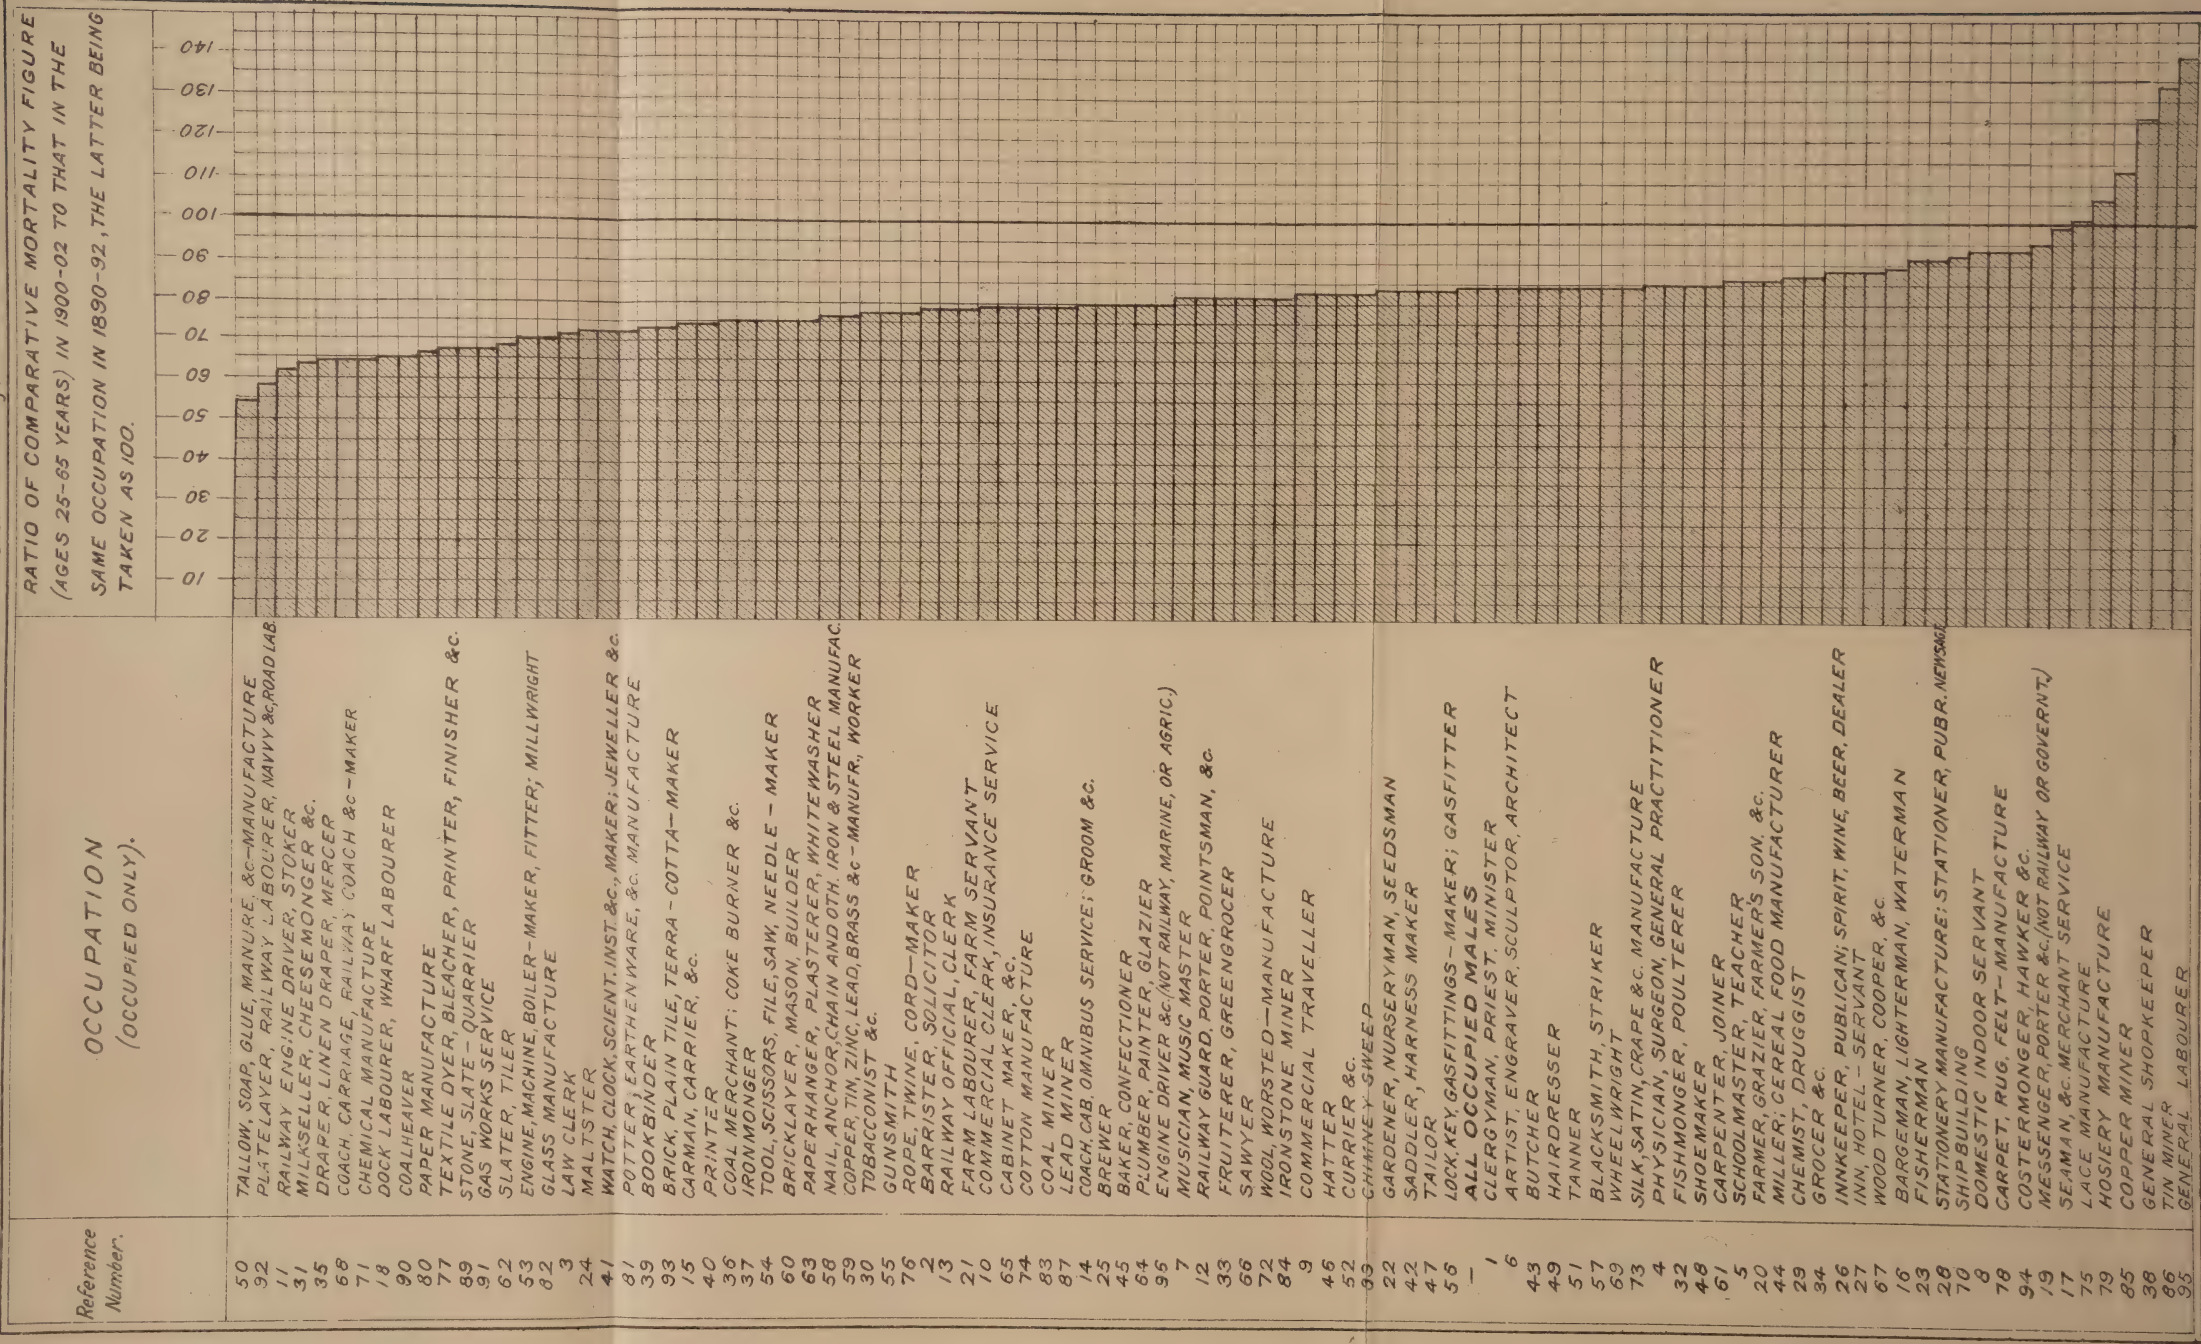 Reference Number.
OCCUPATION
(OCCUPIED ONLY).
RATIO OF COMPARATIVE MORTALITY FIGURE
(AGES 25-65 YEARS) IN 1900-02 TO THAT IN THE
SAME OCCUPATION IN 1890-92, THE LATTER BEING
TAKEN AS 100.
10 20 30 40 50 60 70 80 90 100 110 120 130 140
50 TALLOW, SOAP, GLUE, MANURE, &c-MANUFACTURE
92 PLATELAYER, RAILWAY LABOURER, NAVVY &c, ROAD LAB.
11 RAILWAY ENGINE DRIVER, STOKER
31 MILKSELLER, CHEESEMONGER &c.
35 DRAPER, LINEN DRAPER, MERCER
68 COACH, CARRIAGE, RAILWAY COACH &c-MAKER
71 CHEMICAL MANUFACTURE
18 DOCK LABOURER, WHARF LABOURER
90 COALHEAVER
80 PAPER MANUFACTURE
77 TEXTILE DYER, BLEACHER, PRINTER, FINISHER &c.
89 STONE, SLATE-QUARRIER
91 GAS WORKS SERVICE
62 SLATER, TILER
53 ENGINE, MACHINE, BOILER-MAKER, FITTER; MILLWRIGHT
82 GLASS MANUFACTURE
3 LAW CLERK
24 MALTSTER
41 WATCH, CLOCK, SCIENT. INST. &c., MAKER; JEWELLER &c.
81 POTTER; EARTHENWARE, &c. MANUFACTURE
39 BOOKBINDER
93 BRICK, PLAIN TILE, TERRA-COTTA-MAKER
15 CARMAN, CARRIER, &c.
40 PRINTER
36 COAL MERCHANT; COKE BURNER &c.
37 IRONMONGER
54 TOOL, SCISSORS, FILE, SAW, NEEDLE-MAKER
60 BRICKLAYER, MASON, BUILDER
63 PAPERHANGER, PLASTERER, WHITEWASHER
58 NAIL, ANCHOR, CHAIN AND OTH. IRON & STEEL MANUFAC.
59 COPPER, TIN, ZINC, LEAD, BRASS &c-MANUFR., WORKER
30 TOBACCONIST &c.
55 GUNSMITH
76 ROPE, TWINE, CORD-MAKER
2 BARRISTER, SOLICITOR
13 RAILWAY OFFICIAL, CLERK
21 FARM LABOURER, FARM SERVANT
10 COMMERCIAL CLERK, INSURANCE SERVICE
65 CABINET MAKER, &c.
74 COTTON MANUFACTURE
83 COAL MINER
87 LEAD MINER
14 COACH, CAB, OMNIBUS SERVICE; GROOM &c.
25 BREWER
45 BAKER, CONFECTIONER
64 PLUMBER, PAINTER, GLAZIER
96 ENGINE DRIVER &c. (NOT RAILWAY, MARINE, OR AGRIC.)
7 MUSICIAN, MUSIC MASTER
12 RAILWAY GUARD, PORTER, POINTSMAN, &c.
33 FRUITERER, GREENGROCER
66 SAWYER
72 WOOL, WORSTED-MANUFACTURE
84 IRONSTONE MINER
9 COMMERCIAL TRAVELLER
46 HATTER
52 CURRIER &c.
99 CHIMNEY SWEEP
22 GARDENER, NURSERYMAN, SEEDSMAN
42 SADDLER, HARNESS MAKER
47 TAILOR
56 LOCK, KEY, GASFITTINGS-MAKER; GASFITTER
— ALL OCCUPIED MALES
1 CLERGYMAN, PRIEST, MINISTER
6 ARTIST, ENGRAVER, SCULPTOR, ARCHITECT
43 BUTCHER
49 HAIRDRESSER
51 TANNER
57 BLACKSMITH, STRIKER
69 WHEELWRIGHT
73 SILK, SATIN, CRAPE &c. MANUFACTURE
4 PHYSICIAN, SURGEON, GENERAL PRACTITIONER
32 FISHMONGER, POULTERER
48 SHOEMAKER
61 CARPENTER, JOINER
5 SCHOOLMASTER, TEACHER
20 FARMER, GRAZIER, FARMER'S SON, &c.
44 MILLER; CEREAL FOOD MANUFACTURER
29 CHEMIST, DRUGGIST
34 GROCER &c.
26 INNKEEPER, PUBLICAN; SPIRIT, WINE, BEER, DEALER
27 INN, HOTEL-SERVANT
67 WOOD TURNER, COOPER, &c.
16 BARGEMAN, LIGHTERMAN, WATERMAN
23 FISHERMAN
28 STATIONERY MANUFACTURE; STATIONER, PUBR. NEWSAGT.
70 SHIPBUILDING
8 DOMESTIC INDOOR SERVANT
78 CARPET, RUG, FELT-MANUFACTURE
94 COSTERMONGER, HAWKER &c.
19 MESSENGER, PORTER &c. (NOT RAILWAY OR GOVERNT.)
17 SEAMAN, &c. MERCHANT SERVICE
75 LACE MANUFACTURE
79 HOSIERY MANUFACTURE
85 COPPER MINER
38 GENERAL SHOPKEEPER
86 TIN MINER
95 GENERAL LABOURER